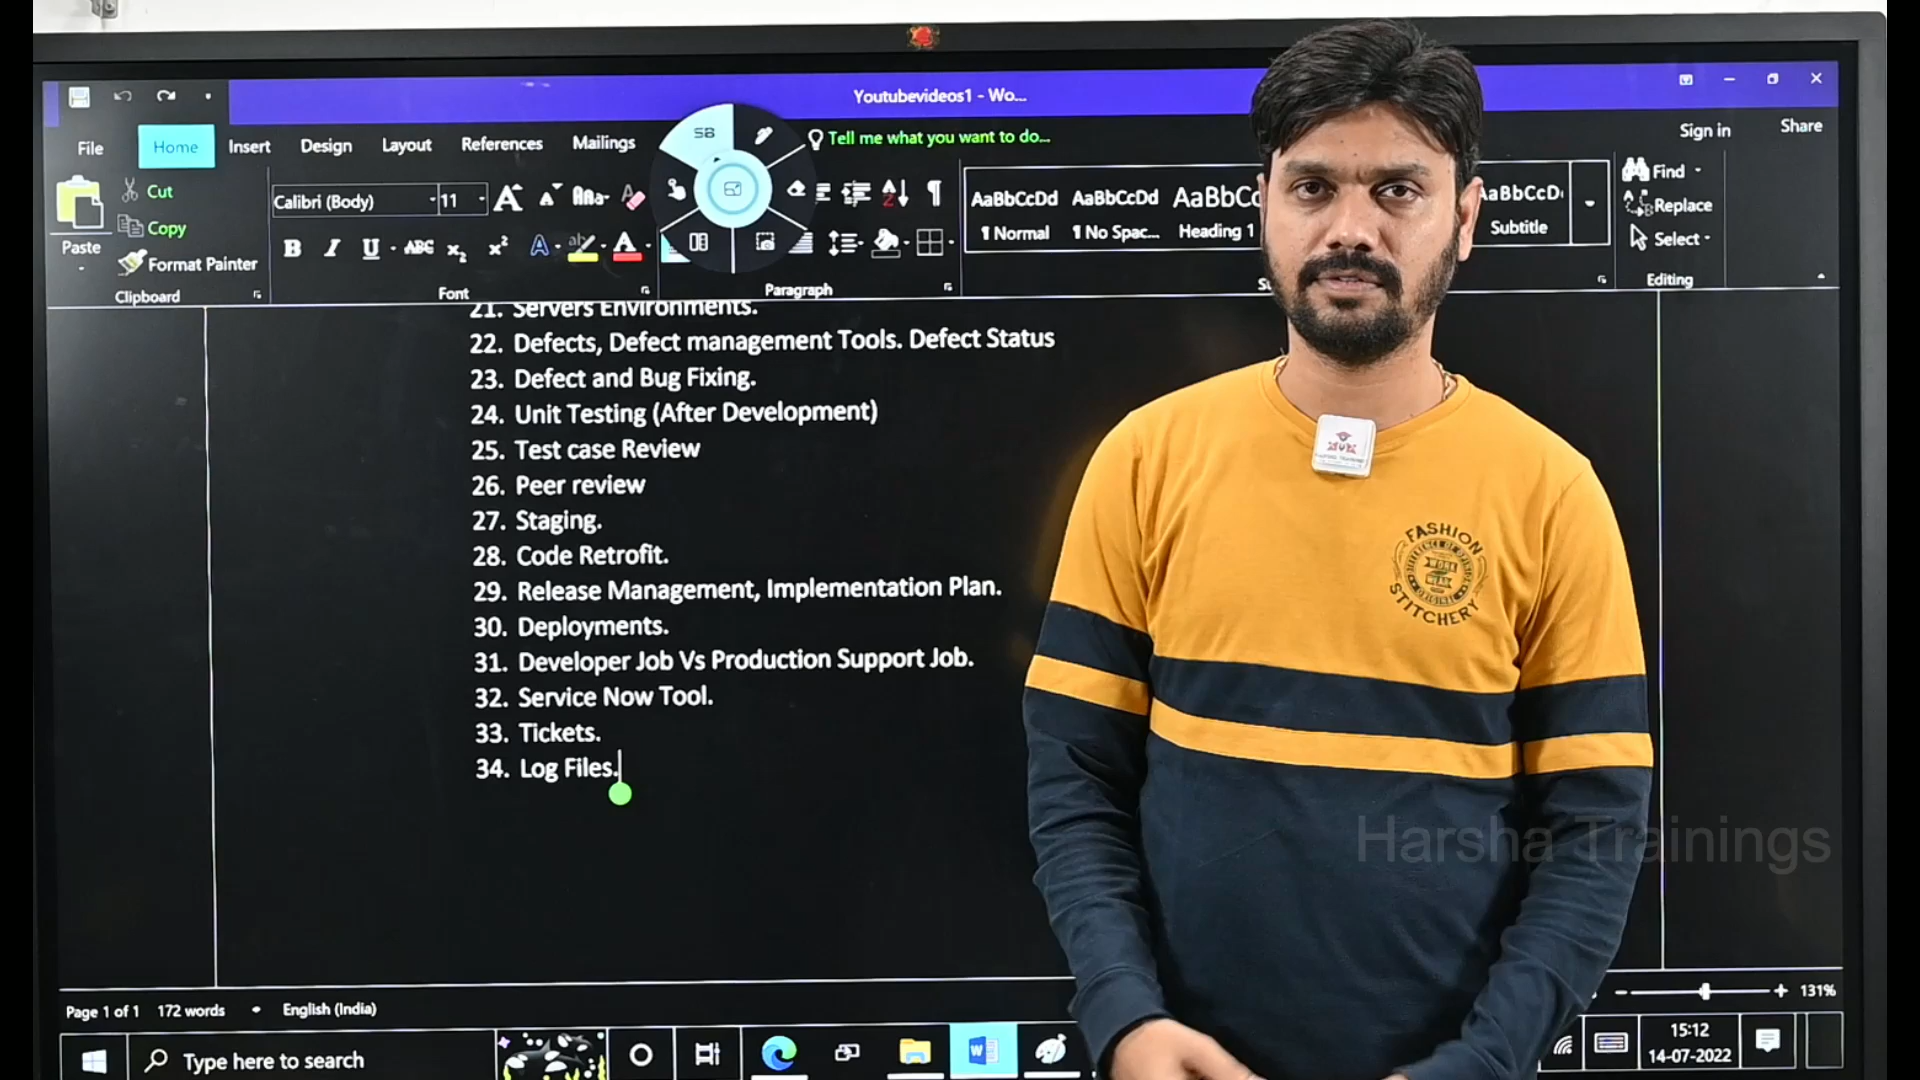 Youtubevideos1 - Wo...
File Home Insert Design Layout References Mailings
58
Tell me what you want to do...
Sign in Share
Paste
Cut
Copy
Format Painter
Clipboard
Calibri (Body) 11
Font
Paragraph
AaBbCcDd AaBbCcDd AaBbCc
¶ Normal ¶ No Spac... Heading 1
AaBbCcD
Subtitle
Find
Replace
Select
Editing
21. Servers Environments.
22. Defects, Defect management Tools. Defect Status
23. Defect and Bug Fixing.
24. Unit Testing (After Development)
25. Test case Review
26. Peer review
27. Staging.
28. Code Retrofit.
29. Release Management, Implementation Plan.
30. Deployments.
31. Developer Job Vs Production Support Job.
32. Service Now Tool.
33. Tickets.
34. Log Files.
FASHION
WORK
WEAR
ORIGINAL
STITCHERY
Harsha Trainings
Page 1 of 1 172 words English (India)
131%
Type here to search
15:12
14-07-2022